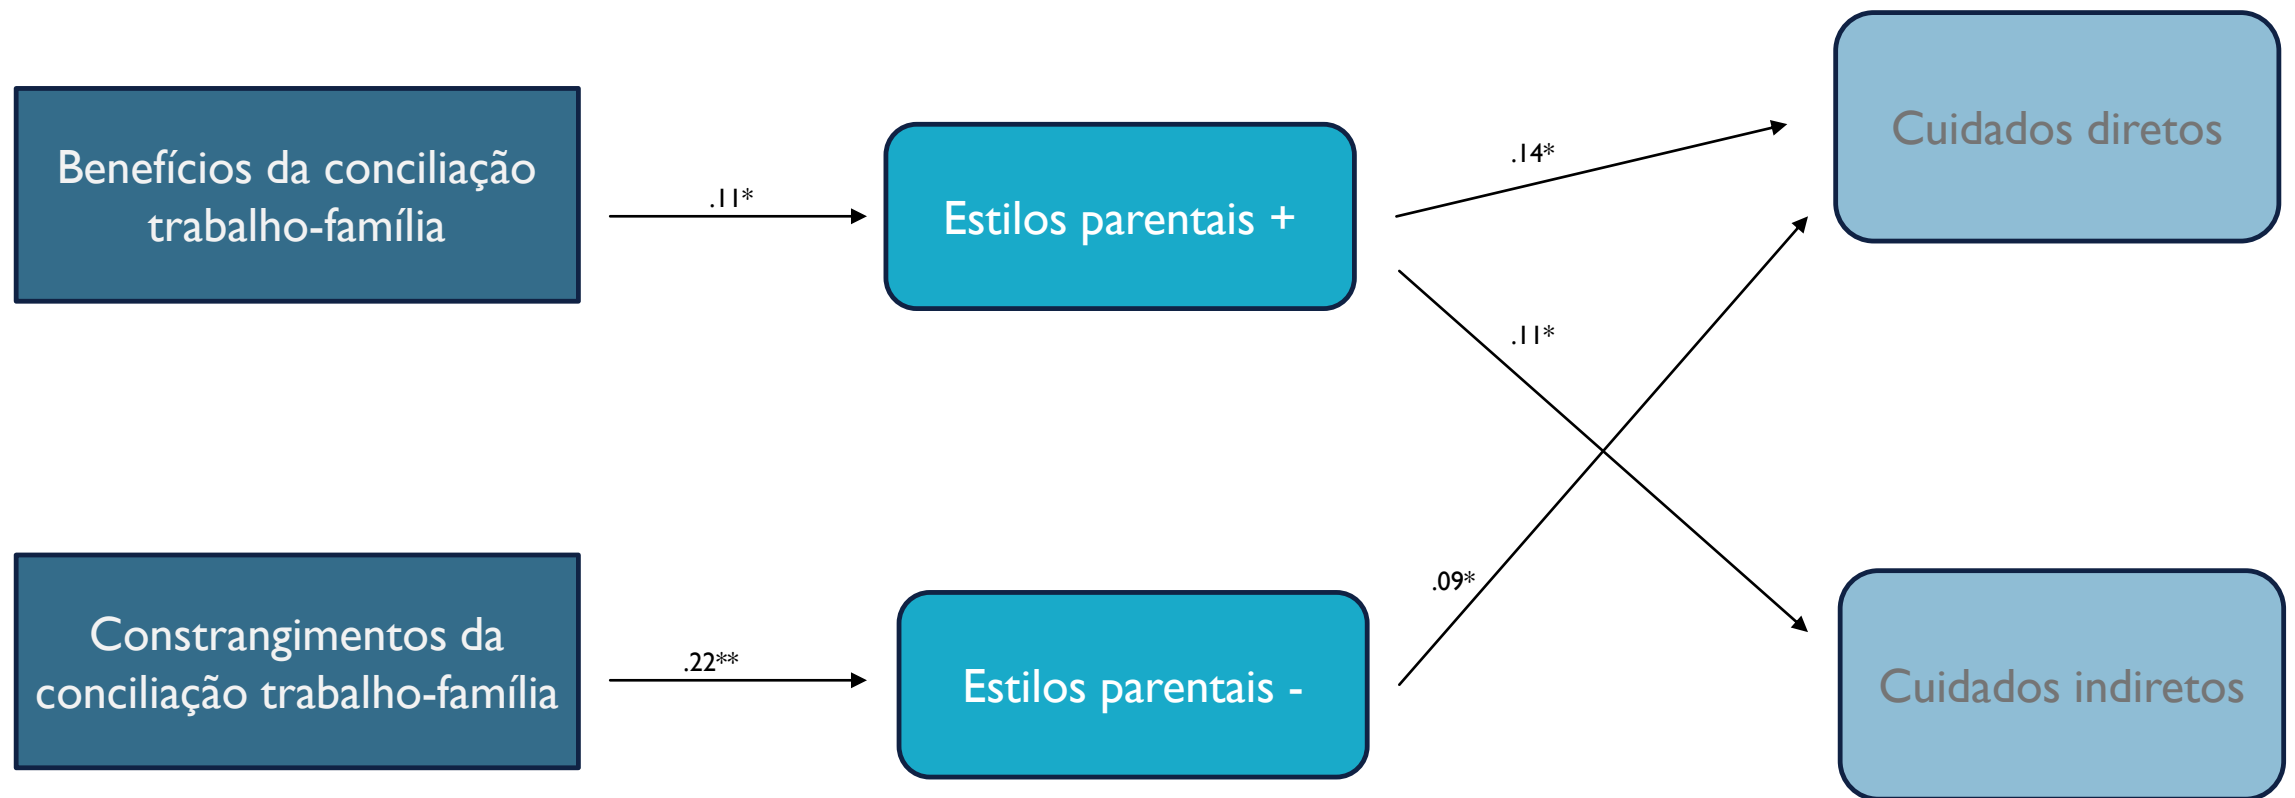 Benefícios da conciliação
trabalho-família
.11*
Estilos parentais +
.14*
Cuidados diretos
.11*
Constrangimentos da
conciliação trabalho-família
.22**
Estilos parentais -
.09*
Cuidados indiretos